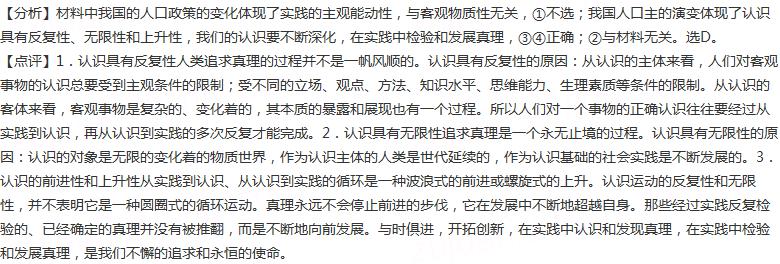 【分析】材料中我国的人口政策的变化体现了实践的主观能动性，与客观物质性无关，①不选；我国人口主的演变体现了认识
具有反复性、无限性和上升性，我们的认识要不断深化，在实践中检验和发展真理，③④正确；②与材料无关。选D。
【点评】1．认识具有反复性人类追求真理的过程并不是一帆风顺的。认识具有反复性的原因：从认识的主体来看，人们对客观
事物的认识总要受到主观条件的限制；受不同的立场、观点、方法、知识水平、思维能力、生理素质等条件的限制。从认识的
客体来看，客观事物是复杂的、变化着的，其本质的暴露和展现也有一个过程。所以人们对一个事物的正确认识往往要经过从
实践到认识，再从认识到实践的多次反复才能完成。2．认识具有无限性追求真理是一个永无止境的过程。认识具有无限性的原
因：认识的对象是无限的变化着的物质世界，作为认识主体的人类是世代延续的，作为认识基础的社会实践是不断发展的。3．
认识的前进性和上升性从实践到认识、从认识到实践的循环是一种波浪式的前进或螺旋式的上升。认识运动的反复性和无限
性，并不表明它是一种圆圈式的循环运动。真理永远不会停止前进的步伐，它在发展中不断地超越自身。那些经过实践反复检
验的、已经确定的真理并没有被推翻，而是不断地向前发展。与时俱进，开拓创新，在实践中认识和发现真理，在实践中检验
和发展真理，是我们不懈的追求和永恒的使命。